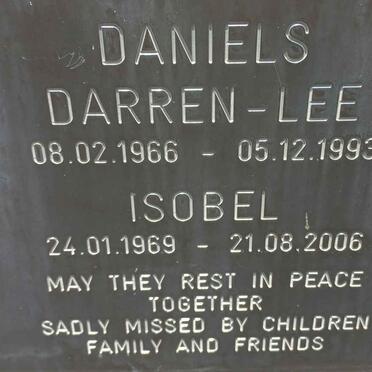 DANIELS
DARREN-LEE
08.02.1966 - 05.12.1993
ISOBEL
24.01.1969 - 21.08.2006
MAY THEY REST IN PEACE
TOGETHER
SADLY MISSED BY CHILDREN
FAMILY AND FRIENDS